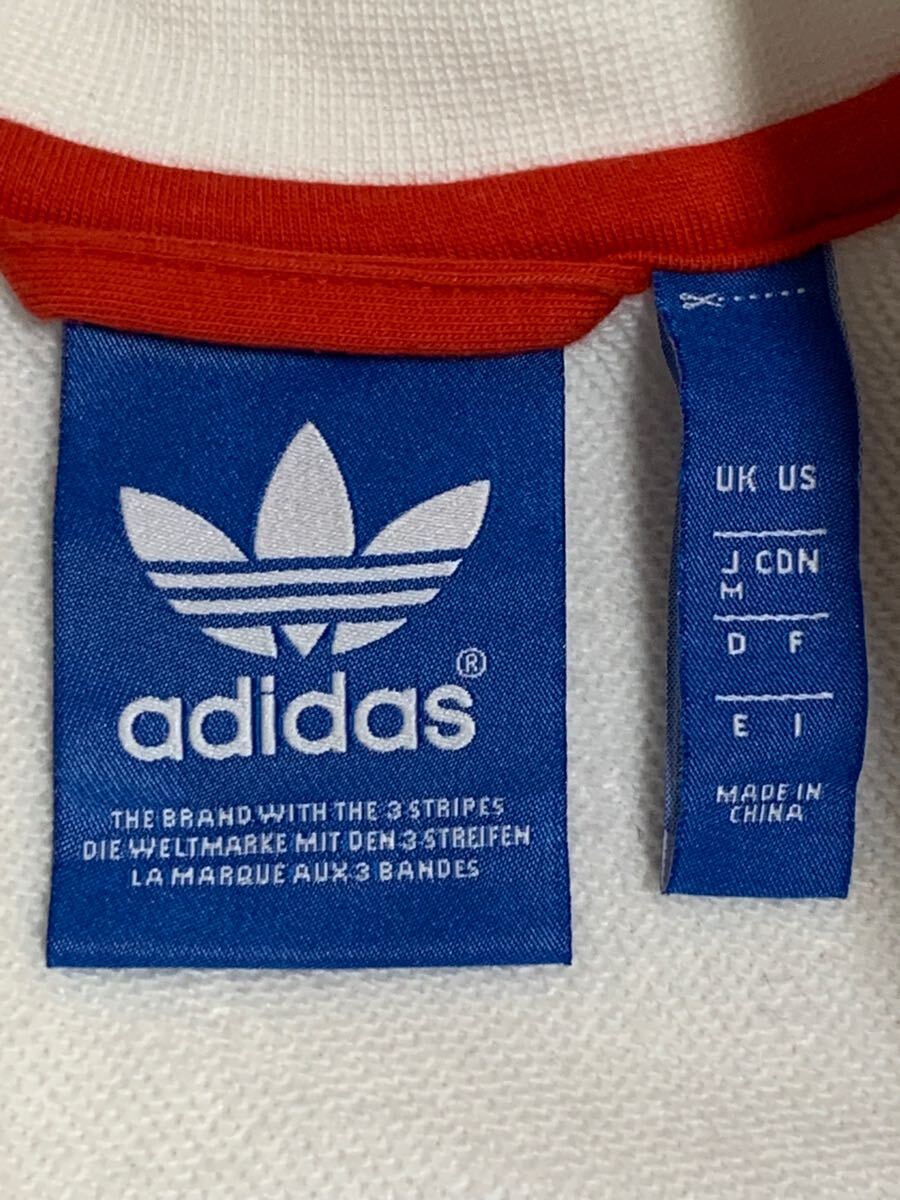 adidas®
THE BRAND WITH THE 3 STRIPES
DIE WELTMARKE MIT DEN 3 STREIFEN
LA MARQUE AUX 3 BANDES
UK US
J CDN
M
D F
E I
MADE IN
CHINA